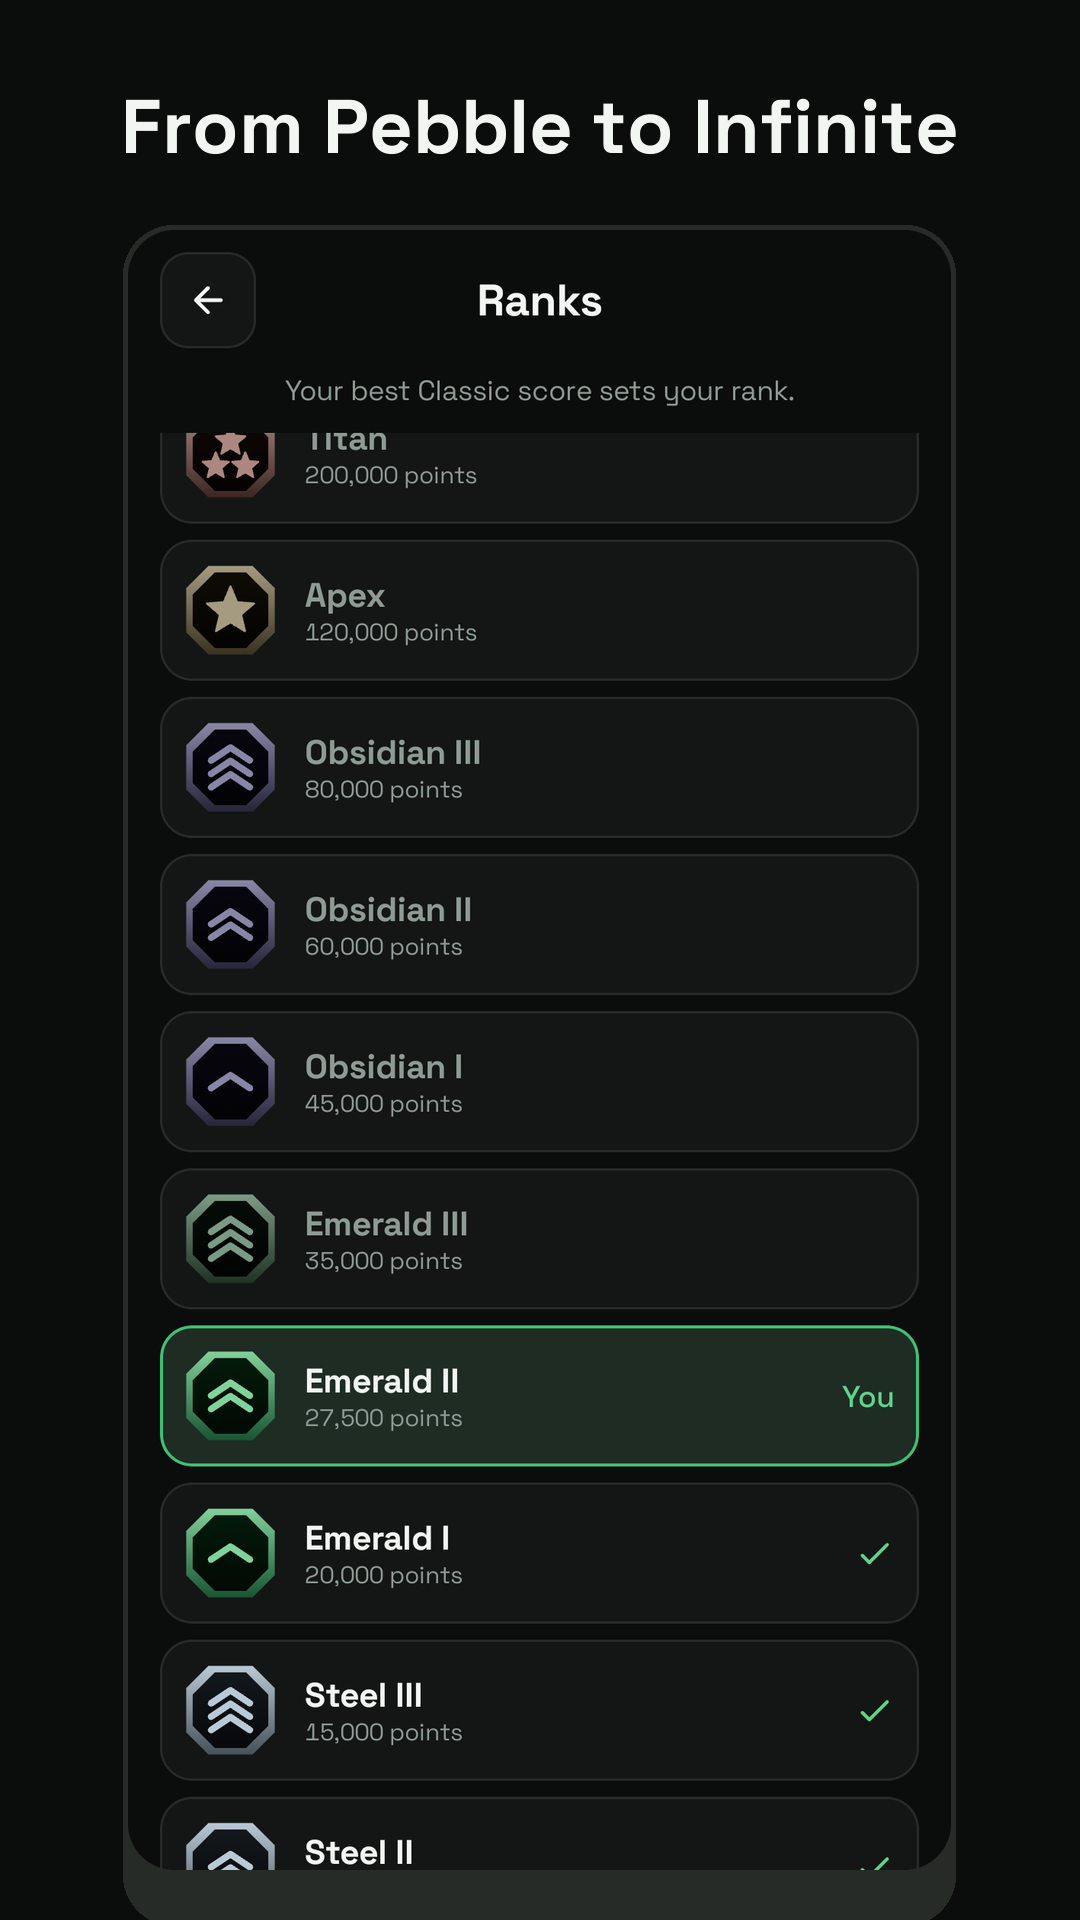 From Pebble to Infinite
Ranks
Your best Classic score sets your rank.
Titan
200,000 points
Apex
120,000 points
Obsidian III
80,000 points
Obsidian II
60,000 points
Obsidian I
45,000 points
Emerald III
35,000 points
Emerald II
27,500 points
You
Emerald I
20,000 points
Steel III
15,000 points
Steel II